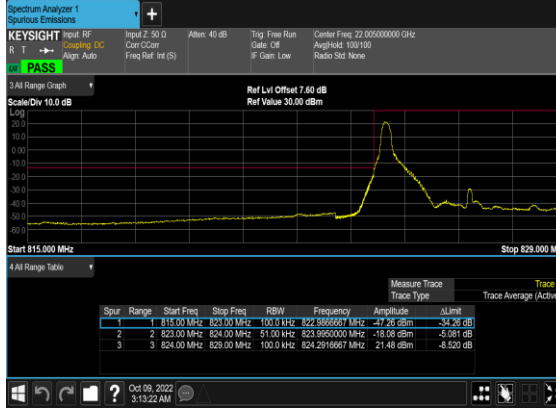 Spectrum Analyzer 1
Spurious Emissions
KEYSIGHT Input: RF Input Z: 50 Ω Atten: 40 dB Trig: Free Run Center Freq: 22.005000000 GHz
R T Coupling: DC Corr CCorr Gate: Off Avg|Hold: 100/100
Align: Auto Freq Ref: Int (S) IF Gain: Low Radio Std: None
PASS
3 All Range Graph
Ref Lvl Offset 7.60 dB
Scale/Div 10.0 dB Ref Value 30.00 dBm
Log
20.0
10.0
0.00
-10.0
-20.0
-30.0
-40.0
-50.0
-60.0
Start 815.000 MHz Stop 829.000 M
4 All Range Table
Measure Trace Trace
Trace Type Trace Average (Active
Spur Range Start Freq Stop Freq RBW Frequency Amplitude ΔLimit
1 1 815.00 MHz 823.00 MHz 100.0 kHz 822.9866667 MHz -47.26 dBm -34.26 dB
2 2 823.00 MHz 824.00 MHz 51.00 kHz 823.9950000 MHz -18.08 dBm -5.081 dB
3 3 824.00 MHz 829.00 MHz 100.0 kHz 824.2916667 MHz 21.48 dBm -8.520 dB
Oct 09, 2022
3:13:22 AM